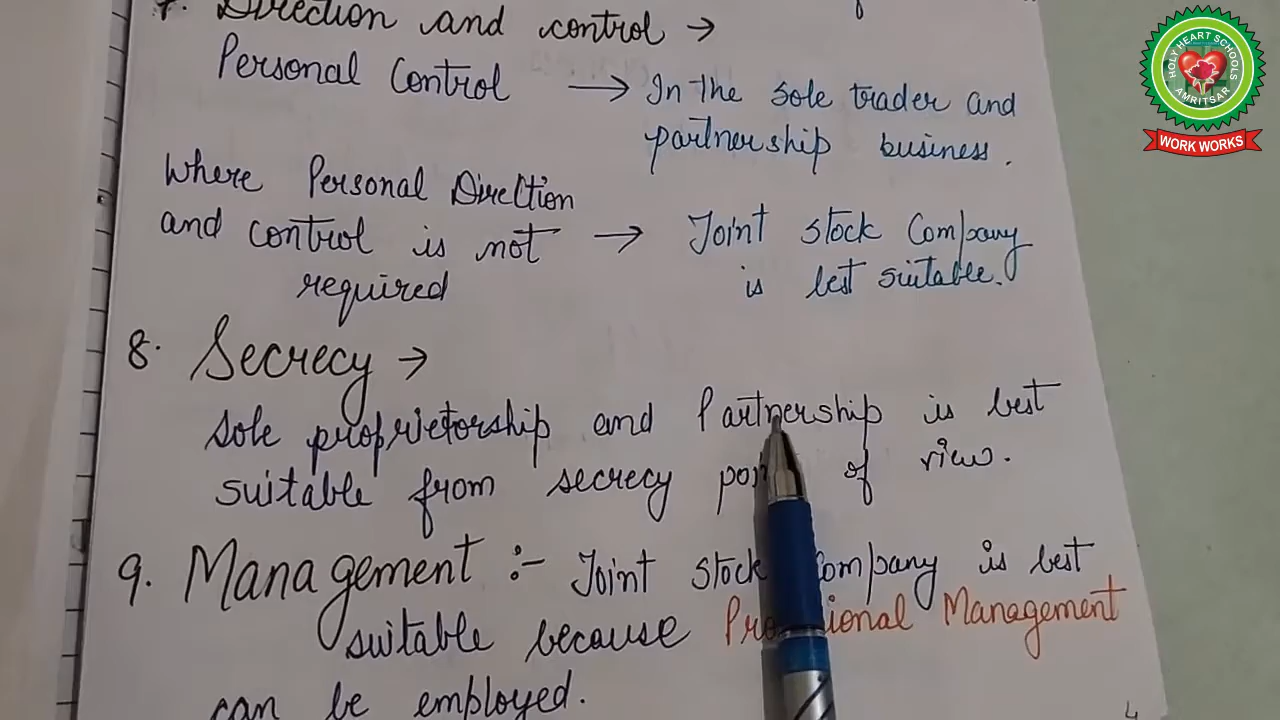 Direction and control →
Personal Control → In the sole trader and
partnership business.
Where Personal Direction
and control is not → Joint stock Company
required is best suitable.
8. Secrecy →
sole proprietorship and Partnership is best
suitable from secrecy of view.
9. Management :- Joint stock Company is best
suitable because Management
can be employed.
4
HOLY HEART SCHOOLS
AMRITSAR
WORK WORKS